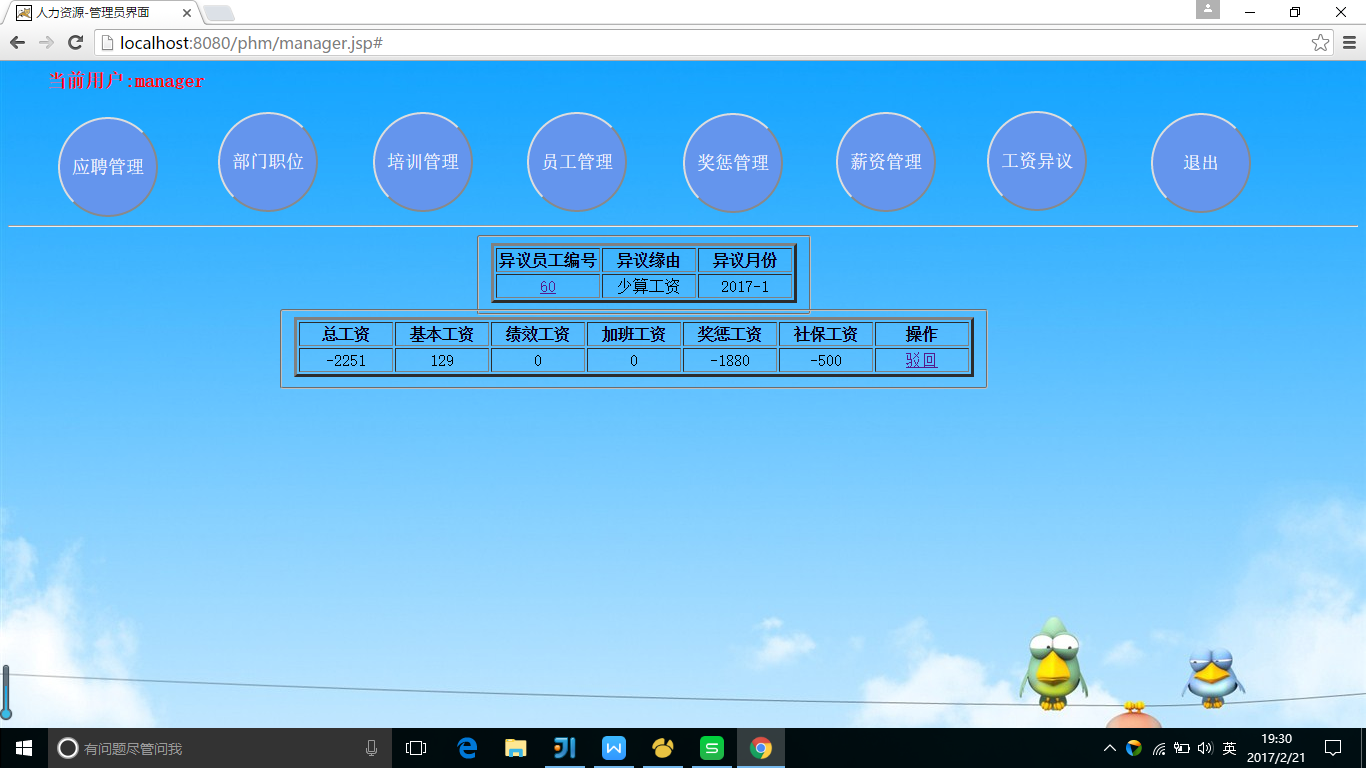 人力资源-管理员界面
localhost:8080/phm/manager.jsp#
当前用户:manager
应聘管理 部门职位 培训管理 员工管理 奖惩管理 薪资管理 工资异议 退出
异议员工编号 异议缘由 异议月份
60 少算工资 2017-1
总工资 基本工资 绩效工资 加班工资 奖惩工资 社保工资 操作
-2251 129 0 0 -1880 -500 驳回
有问题尽管问我
英
19:30
2017/2/21